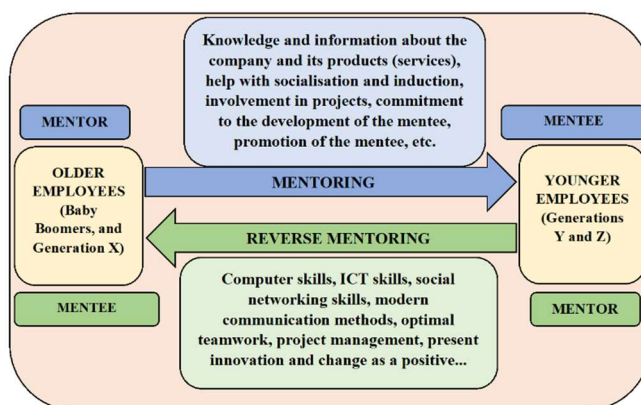 Knowledge and information about the
company and its products (services),
help with socialisation and induction,
involvement in projects, commitment
to the development of the mentee,
promotion of the mentee, etc.
MENTOR
MENTEE
OLDER
EMPLOYEES
(Baby
Boomers, and
Generation X)
MENTORING
YOUNGER
EMPLOYEES
(Generations
Y and Z)
REVERSE MENTORING
MENTEE
Computer skills, ICT skills, social
networking skills, modern
communication methods, optimal
teamwork, project management, present
innovation and change as a positive...
MENTOR